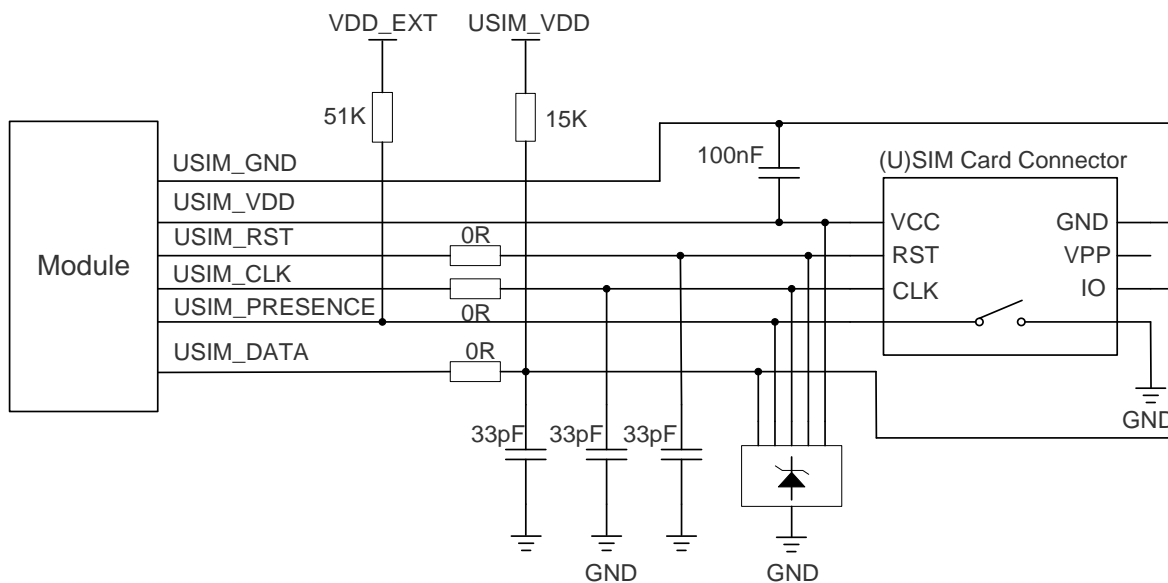 VDD_EXT
USIM_VDD
51K
15K
Module
USIM_GND
USIM_VDD
USIM_RST
USIM_CLK
USIM_PRESENCE
USIM_DATA
0R
0R
0R
100nF
(U)SIM Card Connector
VCC
RST
CLK
GND
VPP
IO
GND
33pF
33pF
33pF
GND
GND